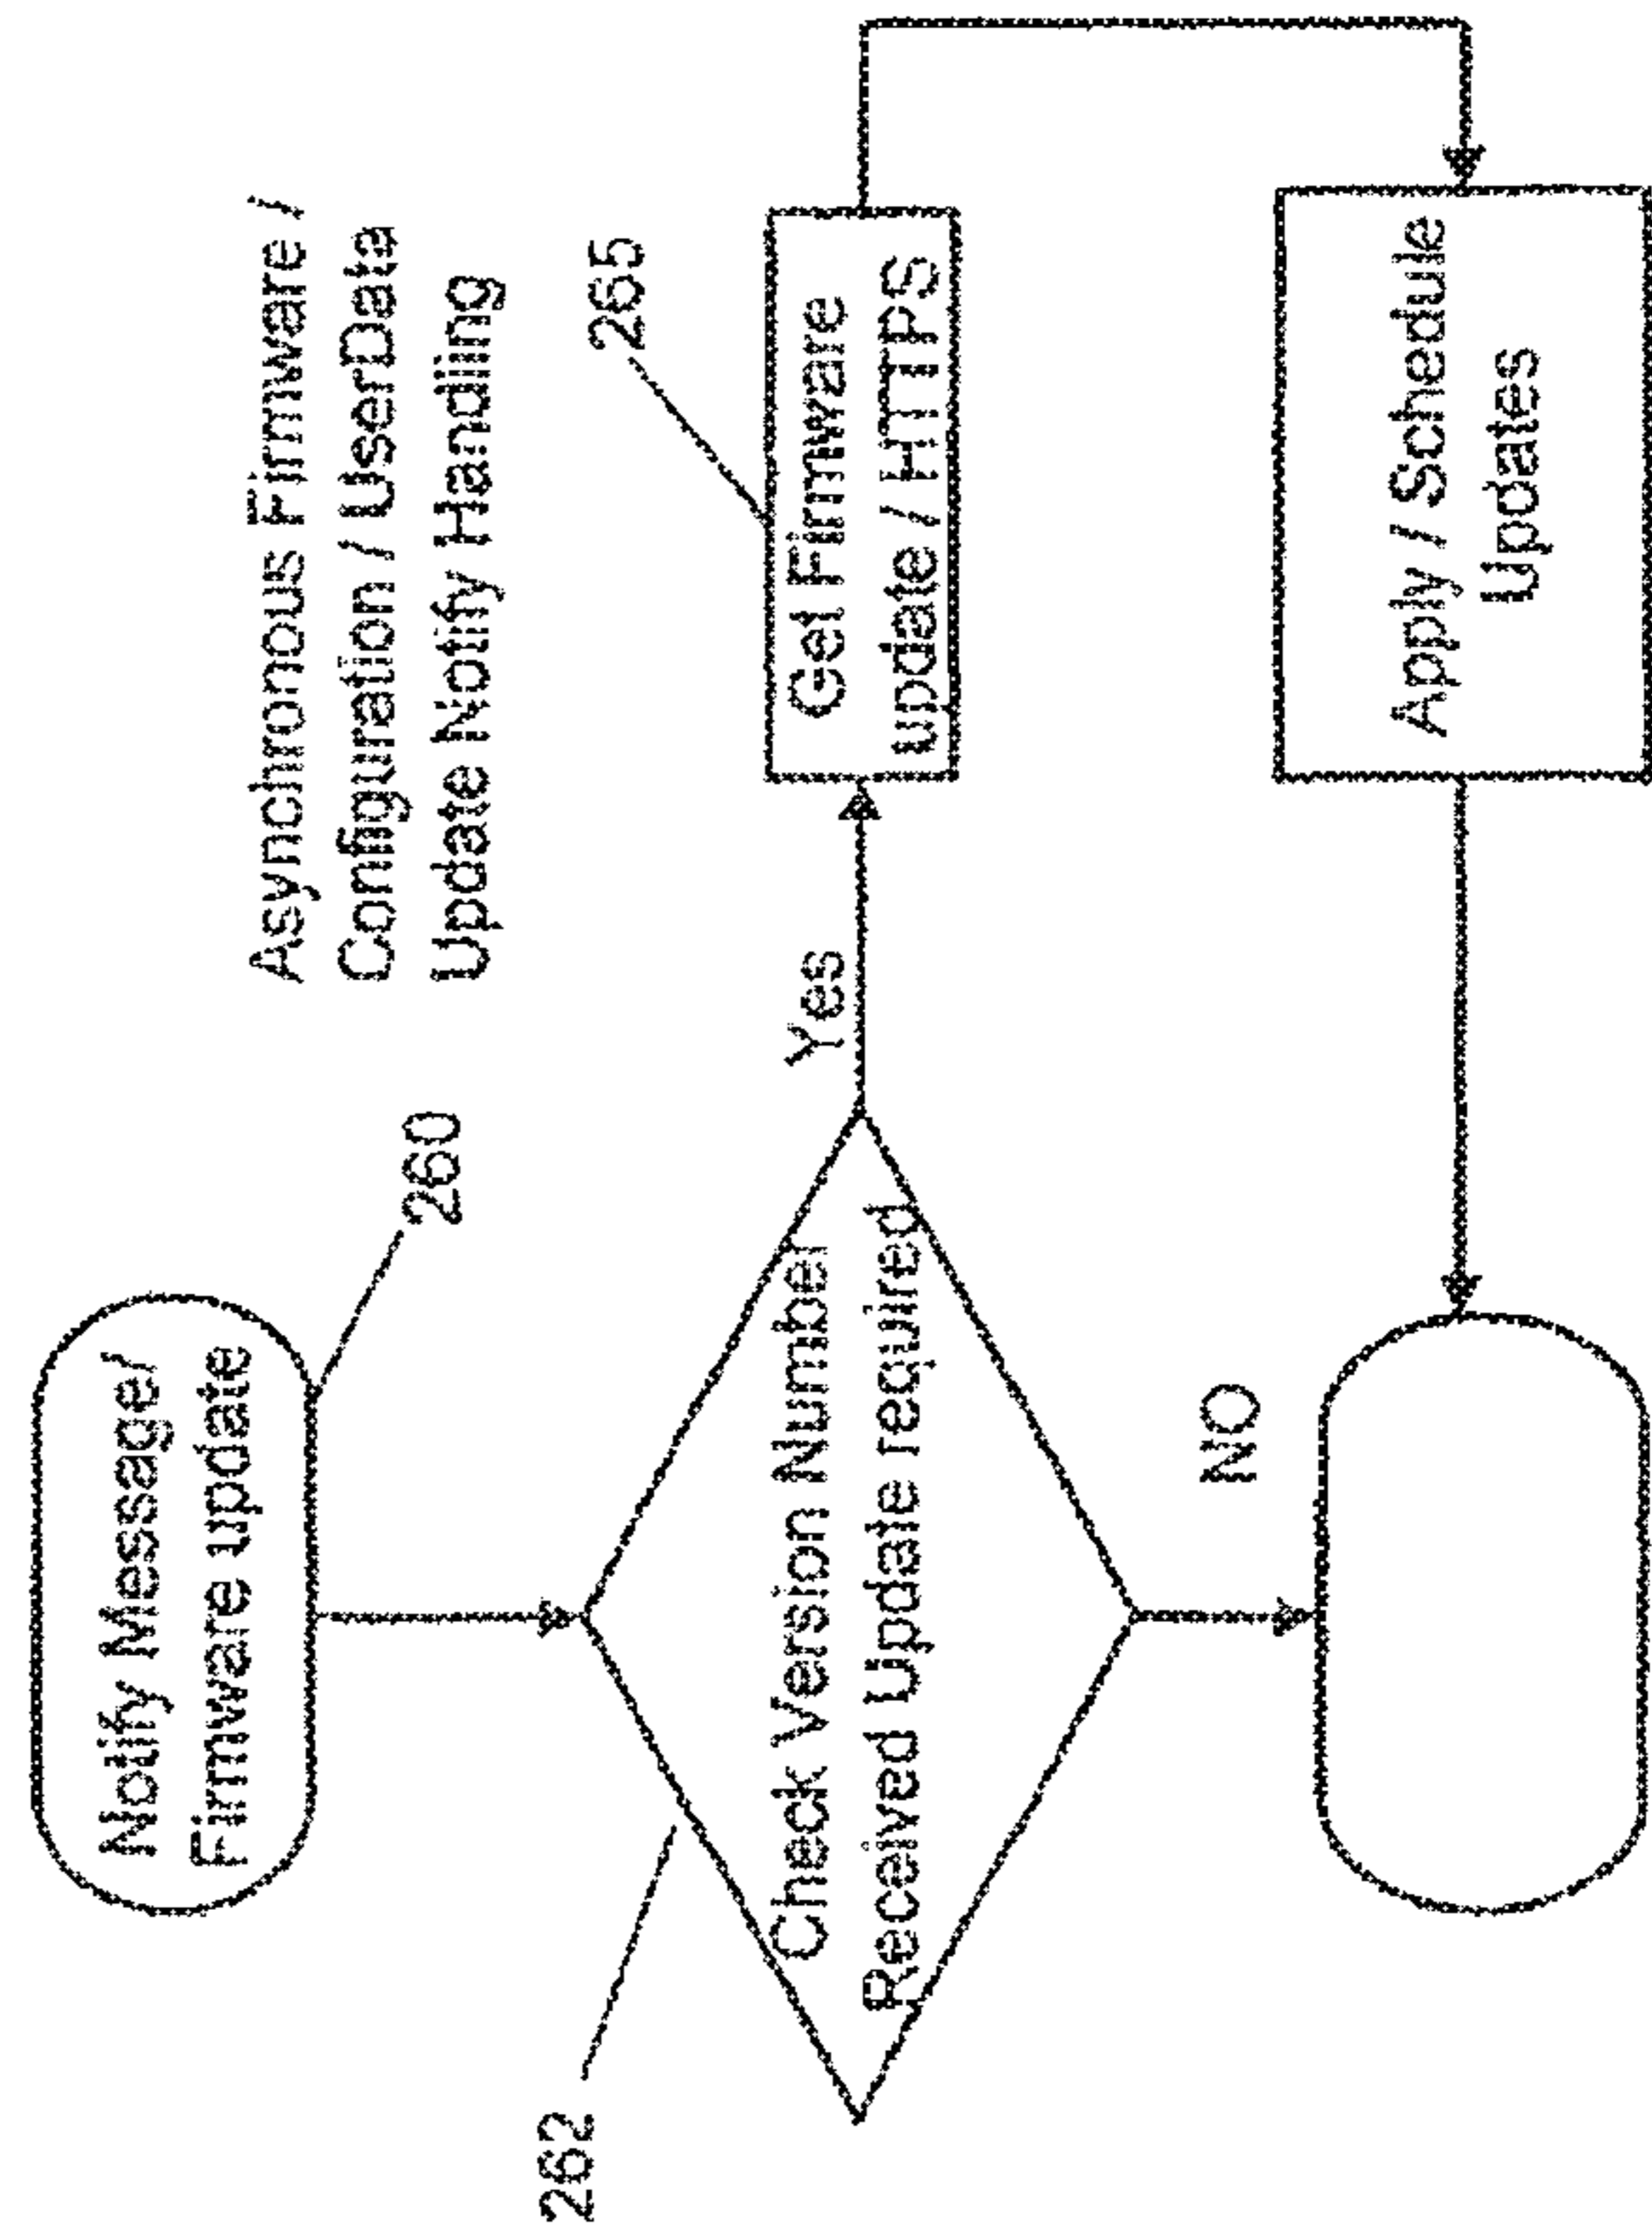 Asynchronous Firmware /
Configuration / UserData
Update Notify Handling
Notify Message/
Firmware update
260
262
Check Version Number
Received Update required
Yes
265
Get Firmware
update / HTTPS
NO
Apply / Schedule
Updates